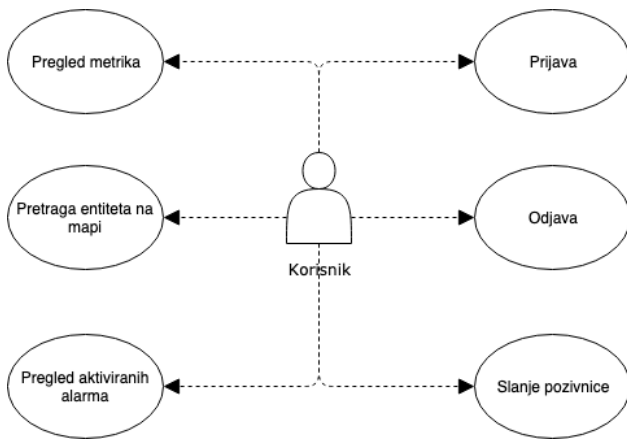 Pregled metrika
Prijava
Pretraga entiteta na
mapi
Odjava
Korisnik
Pregled aktiviranih
alarma
Slanje pozivnice